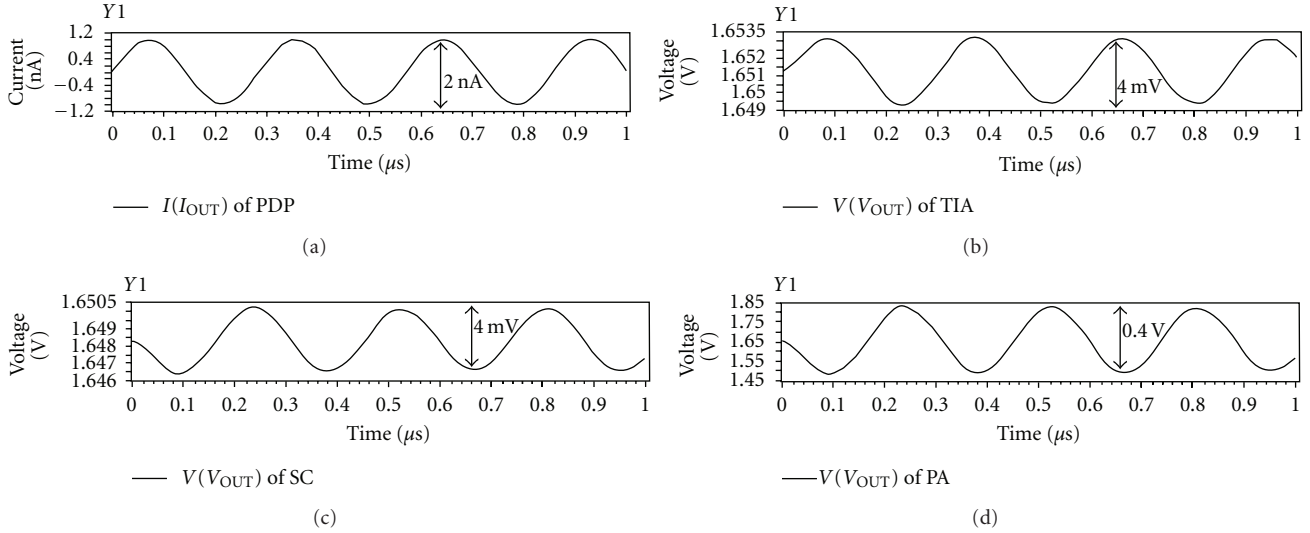 Y1
Current
(nA)
1.2
0.4
−0.4
−1.2
2 nA
0 0.1 0.2 0.3 0.4 0.5 0.6 0.7 0.8 0.9 1
Time (μs)
I(I_OUT) of PDP
(a)
Y1
Voltage
(V)
1.6535
1.652
1.651
1.65
1.649
4 mV
0 0.1 0.2 0.3 0.4 0.5 0.6 0.7 0.8 0.9 1
Time (μs)
V(V_OUT) of TIA
(b)
Y1
Voltage
(V)
1.6505
1.649
1.648
1.647
1.646
4 mV
0 0.1 0.2 0.3 0.4 0.5 0.6 0.7 0.8 0.9 1
Time (μs)
V(V_OUT) of SC
(c)
Y1
Voltage
(V)
1.85
1.75
1.65
1.55
1.45
0.4 V
0 0.1 0.2 0.3 0.4 0.5 0.6 0.7 0.8 0.9 1
Time (μs)
V(V_OUT) of PA
(d)